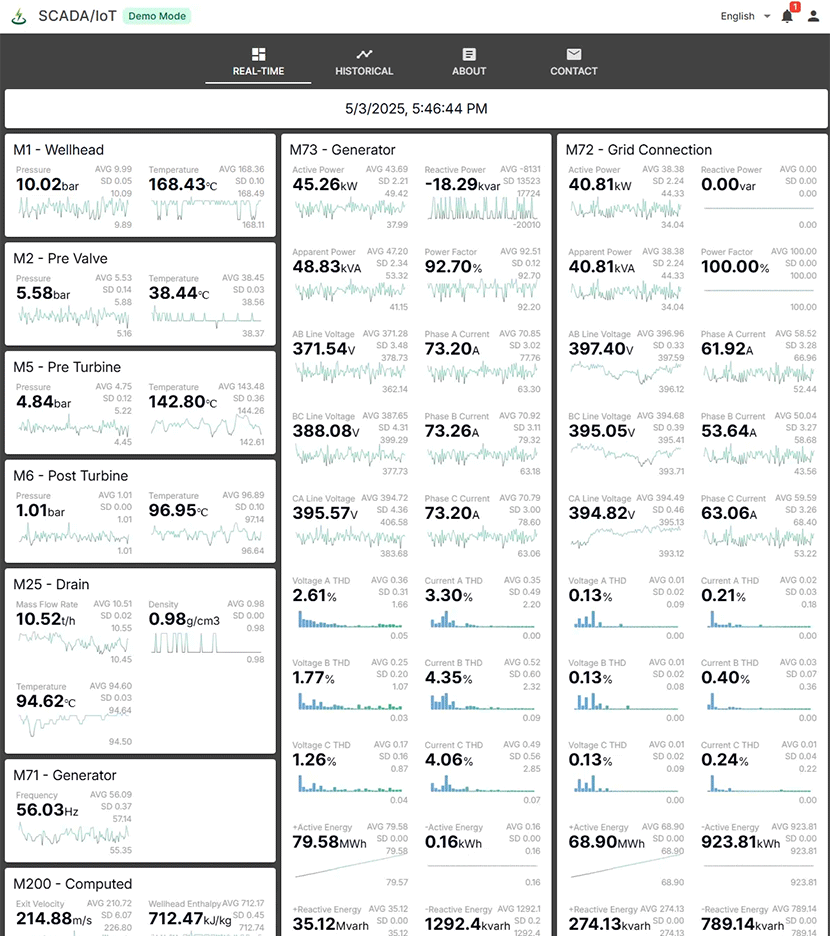 SCADA/IoT Demo Mode English 1
REAL-TIME HISTORICAL ABOUT CONTACT
5/3/2025, 5:46:44 PM
M1 - Wellhead
Pressure AVG 9.99 Temperature AVG 168.36
10.02bar SD 0.05 168.43°C SD 0.10
10.09 168.49
9.89 168.11
M2 - Pre Valve
Pressure AVG 5.53 Temperature AVG 38.45
5.58bar SD 0.14 38.44°C SD 0.03
5.88 38.56
5.16 38.37
M5 - Pre Turbine
Pressure AVG 4.75 Temperature AVG 143.48
4.84bar SD 0.12 142.80°C SD 0.36
5.22 144.26
4.45 142.61
M6 - Post Turbine
Pressure AVG 1.01 Temperature AVG 96.89
1.01bar SD 0.00 96.95°C SD 0.10
1.01 97.14
1.01 96.64
M25 - Drain
Mass Flow Rate AVG 10.51 Density AVG 0.98
10.52t/h SD 0.02 0.98g/cm3 SD 0.00
10.55 0.98
10.45 0.98
Temperature AVG 94.60
94.62°C SD 0.03
94.64
94.50
M71 - Generator
Frequency AVG 56.09
56.03Hz SD 0.37
57.14
55.35
M200 - Computed
Exit Velocity AVG 210.72 Wellhead Enthalpy AVG 712.17
214.88m/s SD 6.07 712.47kJ/kg SD 0.45
226.80 712.74
M73 - Generator
Active Power AVG 43.69 Reactive Power AVG -8131
45.26kW SD 2.21 -18.29kvar SD 13523
49.42 17724
37.99 -20010
Apparent Power AVG 47.20 Power Factor AVG 92.51
48.83kVA SD 2.34 92.70% SD 0.12
53.32 92.70
41.15 92.20
AB Line Voltage AVG 371.28 Phase A Current AVG 70.85
371.54V SD 3.48 73.20A SD 3.02
378.73 77.76
362.14 63.30
BC Line Voltage AVG 387.65 Phase B Current AVG 70.92
388.08V SD 4.31 73.26A SD 3.11
399.29 79.32
377.73 63.18
CA Line Voltage AVG 394.72 Phase C Current AVG 70.79
395.57V SD 4.36 73.20A SD 3.00
406.58 78.60
383.68 63.06
Voltage A THD AVG 0.36 Current A THD AVG 0.35
2.61% SD 0.31 3.30% SD 0.49
1.66 2.20
0.05 0.00
Voltage B THD AVG 0.25 Current B THD AVG 0.52
1.77% SD 0.20 4.35% SD 0.60
1.07 2.32
0.03 0.09
Voltage C THD AVG 0.17 Current C THD AVG 0.49
1.26% SD 0.16 4.06% SD 0.56
0.87 2.85
0.04 0.07
+Active Energy AVG 79.58 -Active Energy AVG 0.16
79.58MWh SD 0.00 0.16kWh SD 0.00
79.58 0.16
79.57 0.16
+Reactive Energy AVG 35.12 -Reactive Energy AVG 1292.1
35.12Mvarh SD 0.00 1292.4kvarh SD 0.2
35.12 1292.4
M72 - Grid Connection
Active Power AVG 38.38 Reactive Power AVG 0.00
40.81kW SD 2.24 0.00var SD 0.00
44.33 0.00
34.04 0.00
Apparent Power AVG 38.38 Power Factor AVG 100.00
40.81kVA SD 2.24 100.00% SD 0.00
44.33 100.00
34.04 100.00
AB Line Voltage AVG 396.96 Phase A Current AVG 58.52
397.40V SD 0.33 61.92A SD 3.28
397.59 66.96
396.12 52.44
BC Line Voltage AVG 394.68 Phase B Current AVG 50.04
395.05V SD 0.39 53.64A SD 3.27
395.41 58.68
393.71 43.56
CA Line Voltage AVG 394.49 Phase C Current AVG 59.59
394.82V SD 0.46 63.06A SD 3.26
395.13 68.40
393.12 53.22
Voltage A THD AVG 0.01 Current A THD AVG 0.02
0.13% SD 0.02 0.21% SD 0.03
0.09 0.18
0.00 0.00
Voltage B THD AVG 0.01 Current B THD AVG 0.03
0.13% SD 0.02 0.40% SD 0.07
0.08 0.36
0.00 0.00
Voltage C THD AVG 0.01 Current C THD AVG 0.01
0.13% SD 0.02 0.24% SD 0.04
0.09 0.22
0.00 0.00
+Active Energy AVG 68.90 -Active Energy AVG 923.81
68.90MWh SD 0.00 923.81kWh SD 0.00
68.90 923.81
68.90 923.81
+Reactive Energy AVG 274.13 -Reactive Energy AVG 789.14
274.13kvarh SD 0.00 789.14kvarh SD 0.00
274.13 789.14